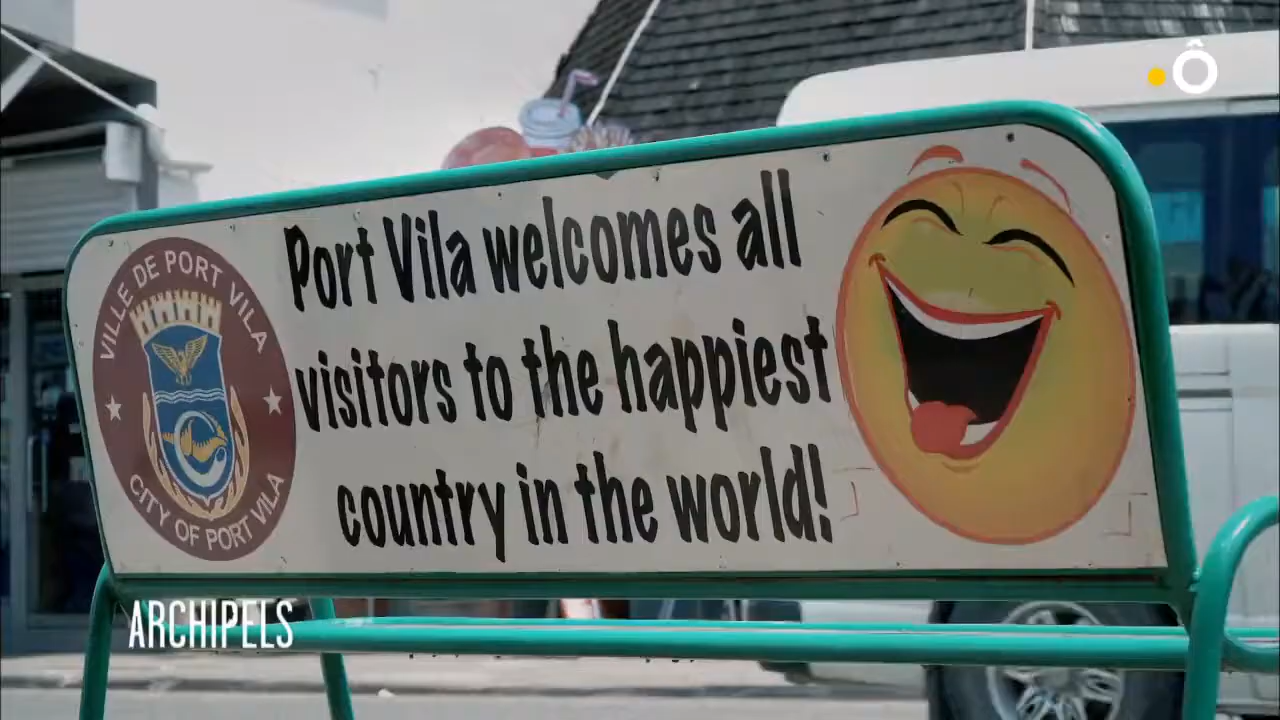 Ô
Port Vila welcomes all
visitors to the happiest
country in the world!
VILLE DE PORT VILA
CITY OF PORT VILA
ARCHIPELS